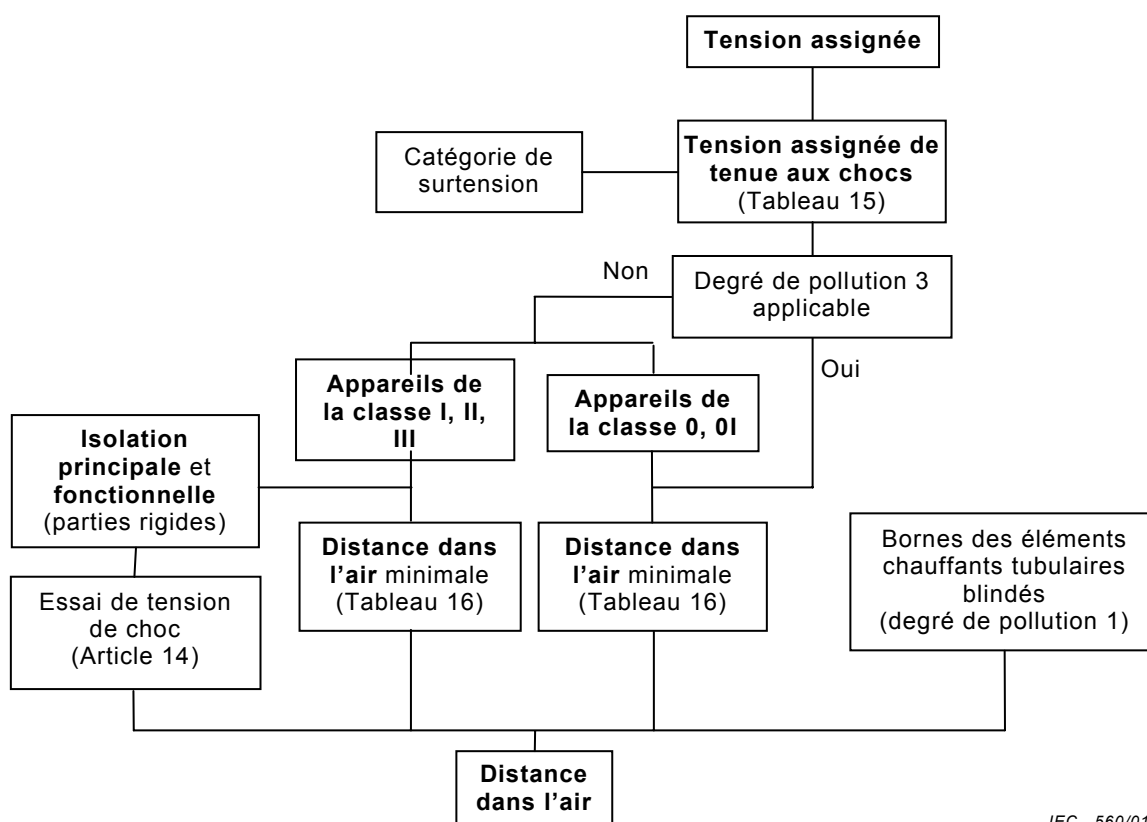 Tension assignée
Catégorie de
surtension
Tension assignée de
tenue aux chocs
(Tableau 15)
Non
Degré de pollution 3
applicable
Oui
Appareils de
la classe I, II,
III
Appareils de
la classe 0, 0I
Isolation
principale et
fonctionnelle
(parties rigides)
Distance dans
l'air minimale
(Tableau 16)
Distance dans
l'air minimale
(Tableau 16)
Bornes des éléments
chauffants tubulaires
blindés
(degré de pollution 1)
Essai de tension
de choc
(Article 14)
Distance
dans l'air
IEC 560/01